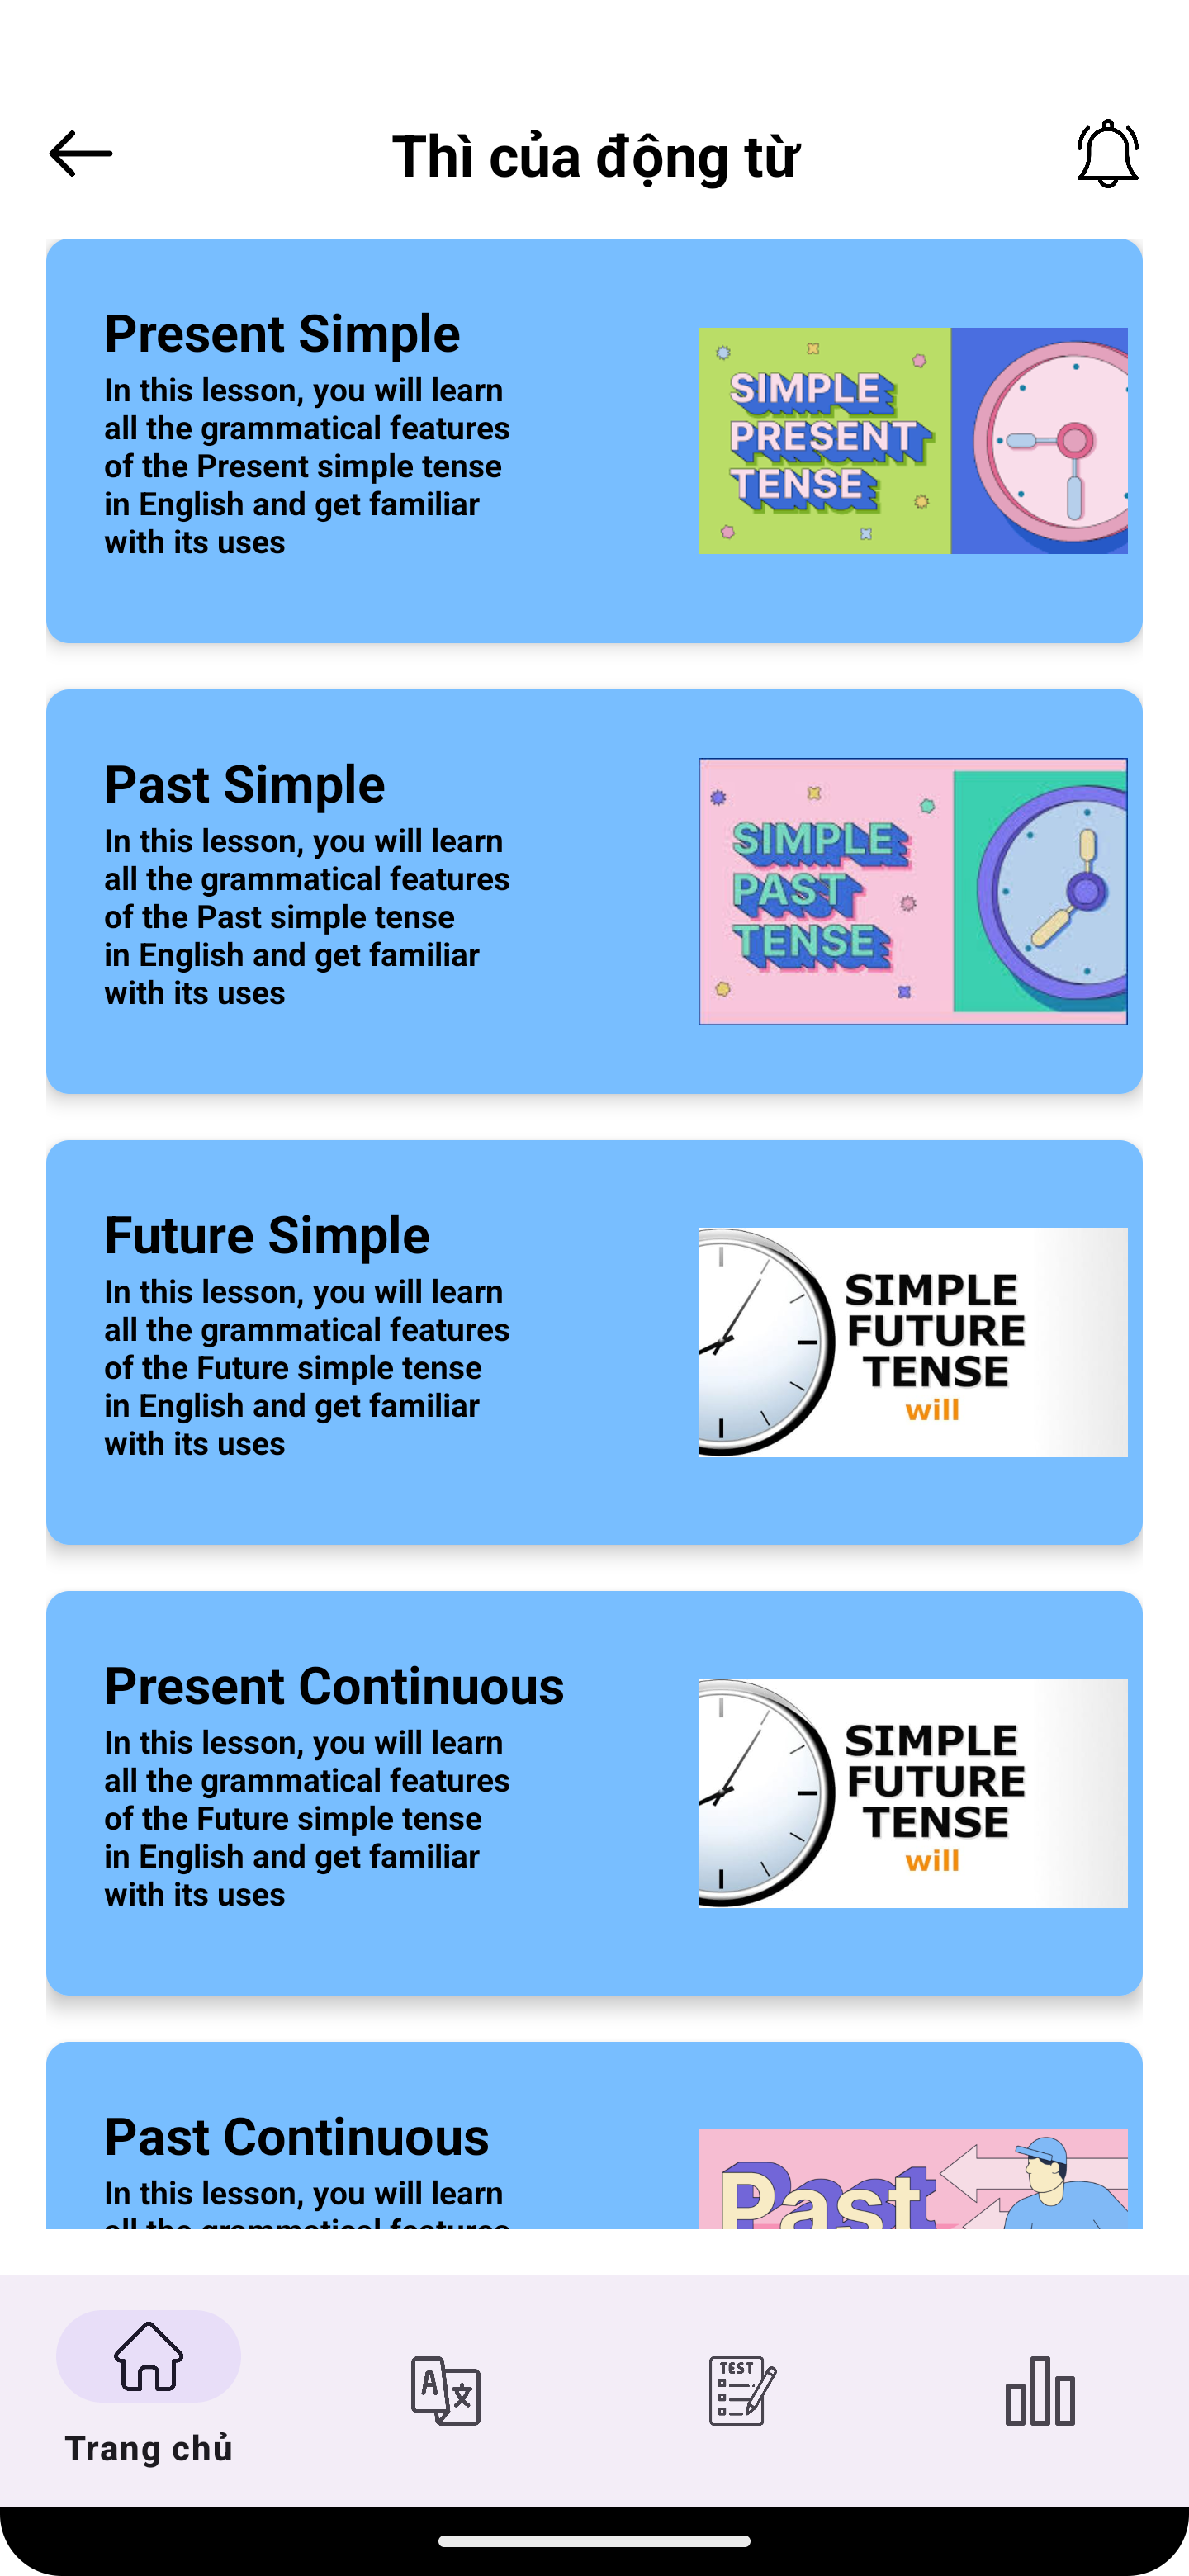 Thì của động từ
Present Simple
In this lesson, you will learn
all the grammatical features
of the Present simple tense
in English and get familiar
with its uses
SIMPLE
PRESENT
TENSE
Past Simple
In this lesson, you will learn
all the grammatical features
of the Past simple tense
in English and get familiar
with its uses
SIMPLE
PAST
TENSE
Future Simple
In this lesson, you will learn
all the grammatical features
of the Future simple tense
in English and get familiar
with its uses
SIMPLE
FUTURE
TENSE
will
Present Continuous
In this lesson, you will learn
all the grammatical features
of the Future simple tense
in English and get familiar
with its uses
SIMPLE
FUTURE
TENSE
will
Past Continuous
In this lesson, you will learn
all the grammatical features
Past
A 文
TEST
Trang chủ